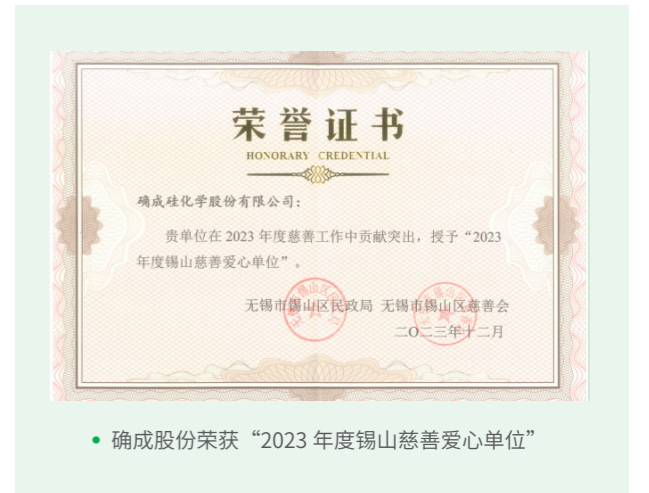 荣誉证书
HONORARY CREDENTIAL
确成硅化学股份有限公司：
贵单位在 2023 年度慈善工作中贡献突出，授予“2023
年度锡山慈善爱心单位”。
无锡市锡山区民政局 无锡市锡山区慈善会
二〇二三年十二月
• 确成股份荣获“2023 年度锡山慈善爱心单位”